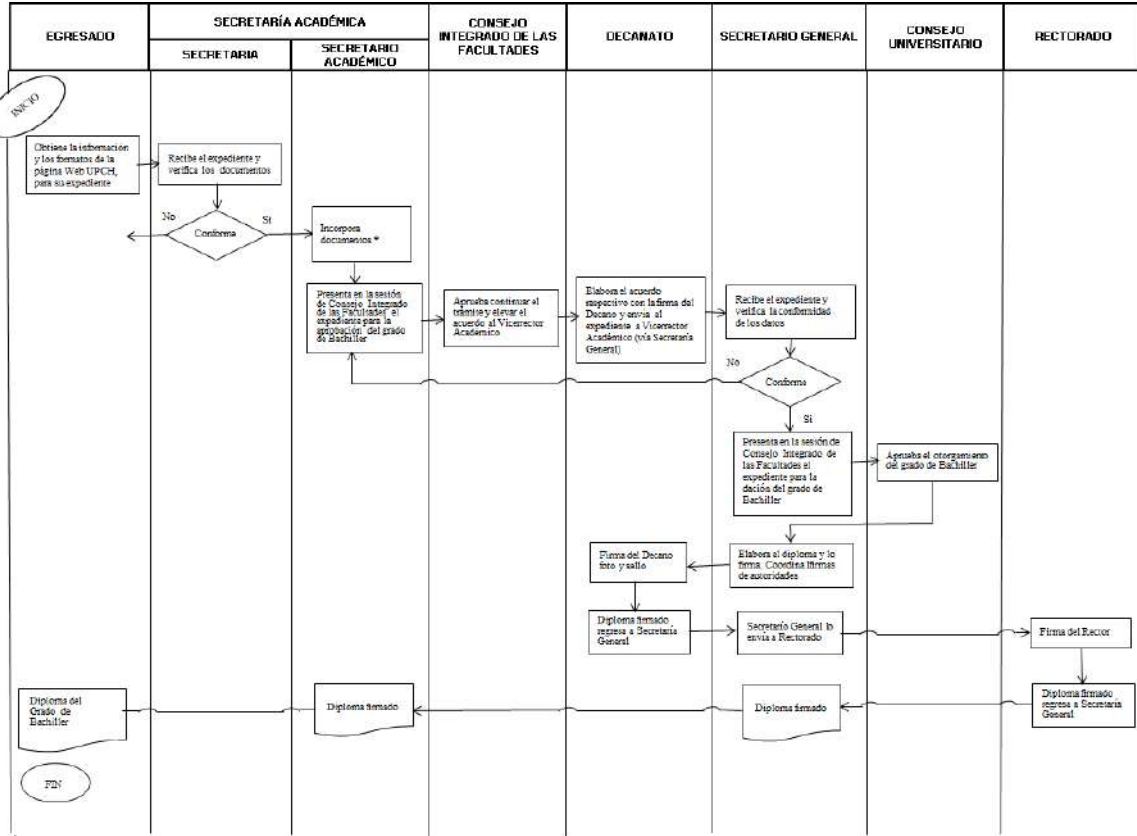 EGRESADO
SECRETARÍA ACADÉMICA
SECRETARIA
SECRETARIO
ACADÉMICO
CONSEJO
INTEGRADO DE LAS
FACULTADES
DECANATO
SECRETARIO GENERAL
CONSEJO
UNIVERSITARIO
RECTORADO
INICIO
Obtiene la información
y los formatos de la
página Web UPCH,
para su expediente
Recibe el expediente y
verifica los documentos
No
Conforma
Si
Incorpora
documentos *
Presenta en la sesión
de Consejo Integrado
de las Facultades el
expediente para la
aprobación del grado
de Bachiller
Aprueba continuar el
trámite y elevar el
acuerdo al Vicerrector
Académico
Elabora el acuerdo
respectivo con la firma del
Decano y envía al
expediente a Vicerrector
Académico (vía Secretaría
General)
Recibe el expediente y
verifica la conformidad
de los datos
No
Conforma
Si
Presenta en la sesión de
Consejo Integrado de
las Facultades el
expediente para la
dación del grado de
Bachiller
Aprueba el otorgamiento
del grado de Bachiller
Elabora el diploma y lo
firma. Coordina firmas
de autoridades
Firma del Decano
foto y sello
Diploma firmado
regresa a Secretaría
General
Secretario General lo
envía a Rectorado
Firma del Rector
Diploma firmado
regresa a Secretaría
General
Diploma firmado
Diploma firmado
Diploma del
Grado de
Bachiller
FIN